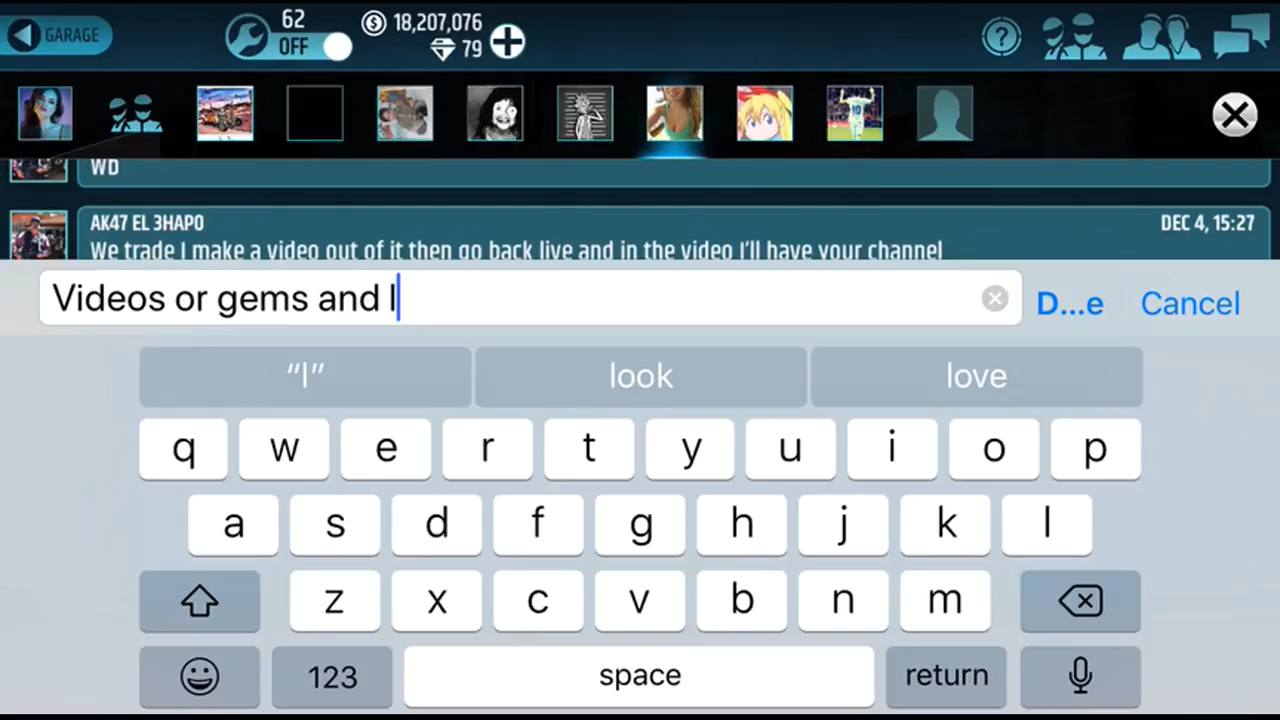 GARAGE
62
OFF
18,207,076
79
WD
AK47 EL 3HAPO
DEC 4, 15:27
We trade I make a video out of it then go back live and in the video I'll have your channel
Videos or gems and l
D...e
Cancel
“l”
look
love
q w e r t y u i o p
a s d f g h j k l
z x c v b n m
123
space
return